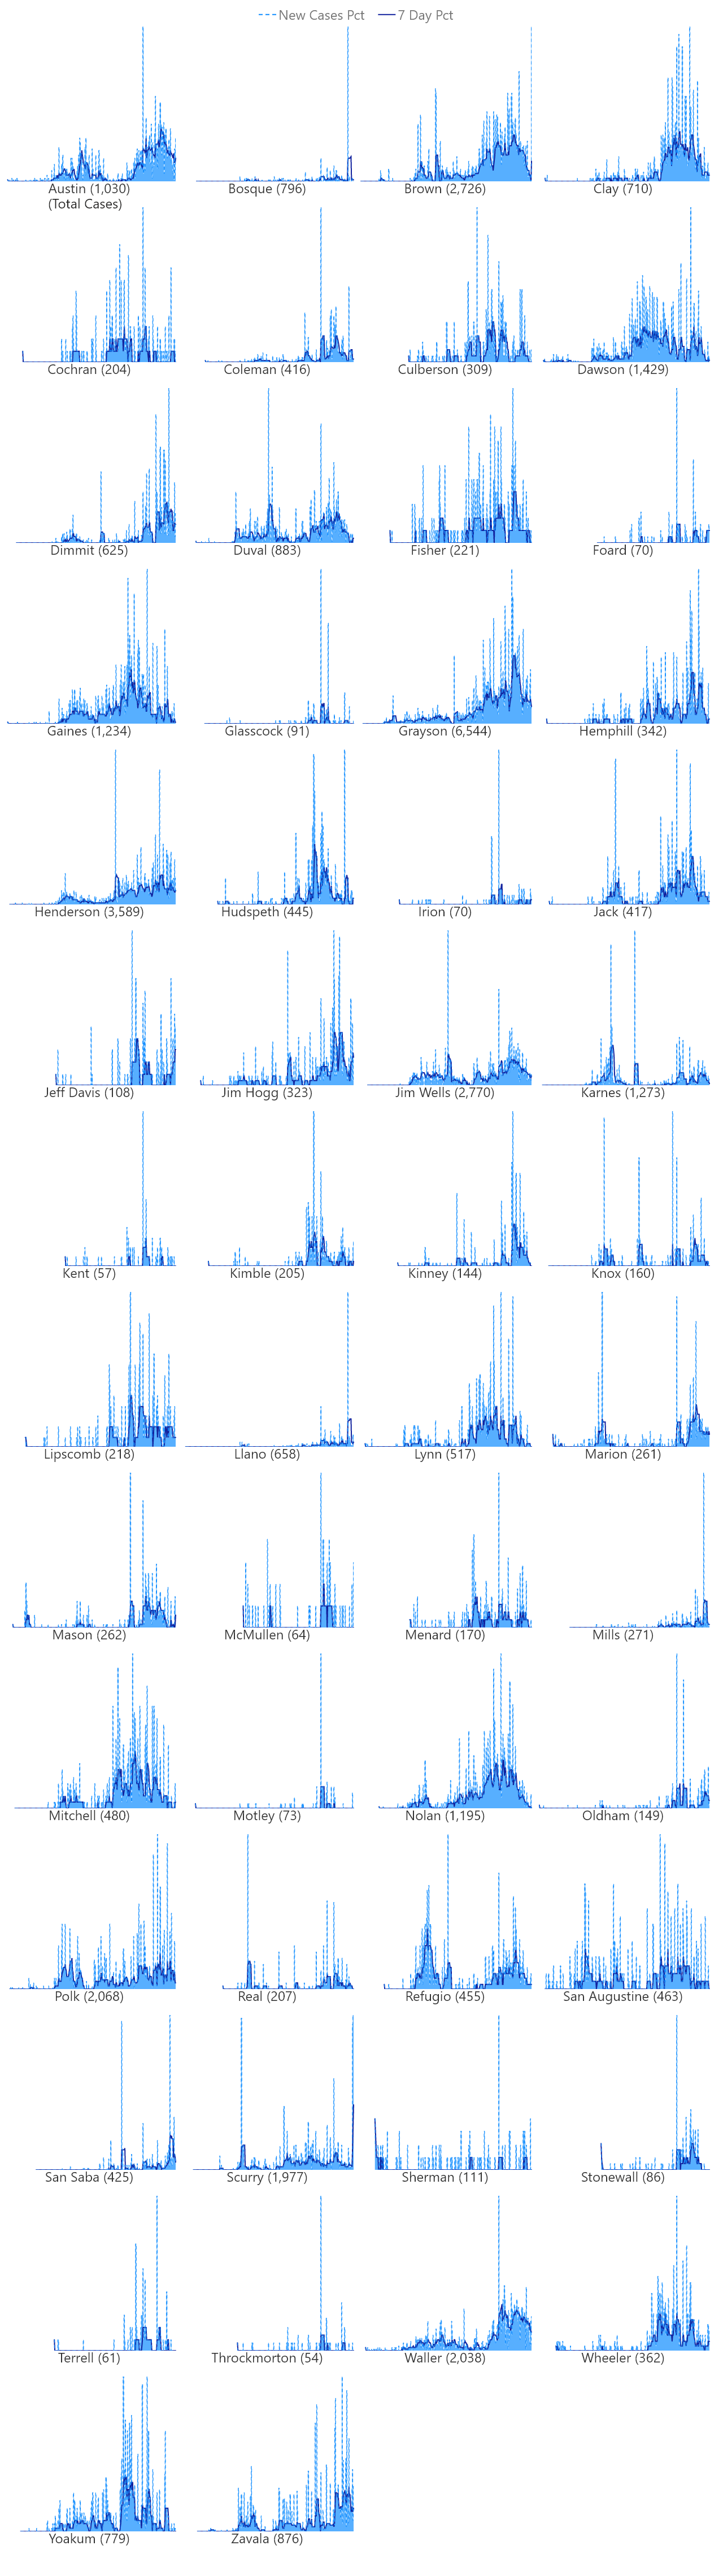 New Cases Pct 7 Day Pct
Austin (1,030) Bosque (796) Brown (2,726) Clay (710)
(Total Cases)
Cochran (204) Coleman (416) Culberson (309) Dawson (1,429)
Dimmit (625) Duval (883) Fisher (221) Foard (70)
Gaines (1,234) Glasscock (91) Grayson (6,544) Hemphill (342)
Henderson (3,589) Hudspeth (445) Irion (70) Jack (417)
Jeff Davis (108) Jim Hogg (323) Jim Wells (2,770) Karnes (1,273)
Kent (57) Kimble (205) Kinney (144) Knox (160)
Lipscomb (218) Llano (658) Lynn (517) Marion (261)
Mason (262) McMullen (64) Menard (170) Mills (271)
Mitchell (480) Motley (73) Nolan (1,195) Oldham (149)
Polk (2,068) Real (207) Refugio (455) San Augustine (463)
San Saba (425) Scurry (1,977) Sherman (111) Stonewall (86)
Terrell (61) Throckmorton (54) Waller (2,038) Wheeler (362)
Yoakum (779) Zavala (876)